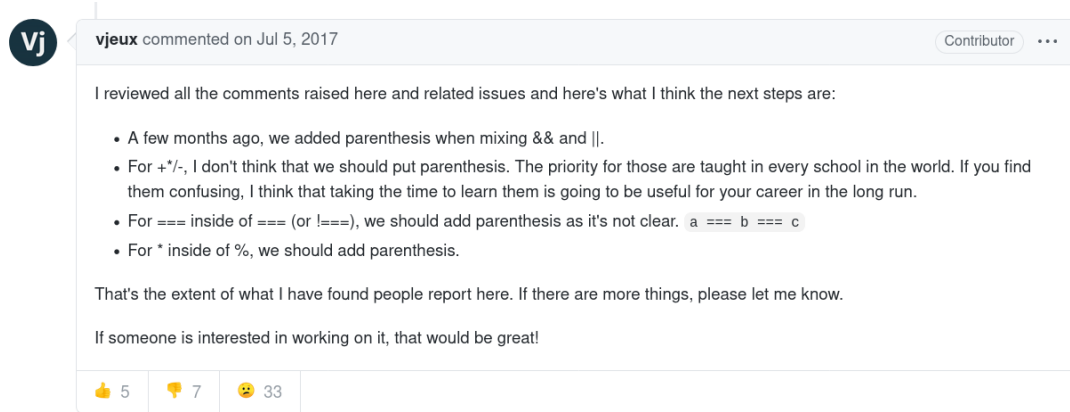 Vj
vjeux commented on Jul 5, 2017
Contributor
I reviewed all the comments raised here and related issues and here's what I think the next steps are:
• A few months ago, we added parenthesis when mixing && and ||.
• For +*/-, I don't think that we should put parenthesis. The priority for those are taught in every school in the world. If you find
them confusing, I think that taking the time to learn them is going to be useful for your career in the long run.
• For === inside of === (or !===), we should add parenthesis as it's not clear. a === b === c
• For * inside of %, we should add parenthesis.
That's the extent of what I have found people report here. If there are more things, please let me know.
If someone is interested in working on it, that would be great!
👍 5 👎 7 😕 33